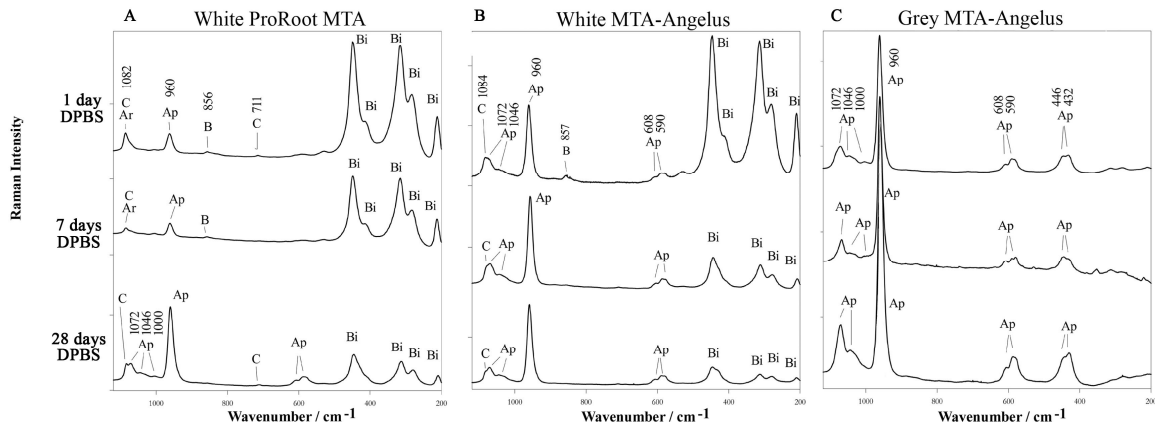 A White ProRoot MTA
B White MTA-Angelus
C Grey MTA-Angelus
Raman Intensity
1 day
DPBS
7 days
DPBS
28 days
DPBS
1082
C
Ar
960
Ap
856
B
711
C
Bi
Bi
Bi
Bi
Bi
C
Ar
Ap
B
Bi
Bi
Bi
Bi
Bi
C
1072
1046
1000
Ap
Ap
C
Ap
Bi
Bi
Bi
Bi
1000 800 600 400 200
Wavenumber / cm-1
1084
C
1072
1046
Ap
960
Ap
857
B
608
590
Ap
Bi
Bi
Bi
Bi
Bi
C
Ap
Ap
Ap
Bi
Bi
Bi
Bi
C
Ap
Ap
Bi
Bi
Bi
Bi
1000 800 600 400 200
Wavenumber / cm-1
1072
1046
1000
Ap
960
Ap
608
590
Ap
446
432
Ap
Ap
Ap
Ap
Ap
Ap
Ap
Ap
Ap
Ap
1000 800 600 400 200
Wavenumber / cm-1